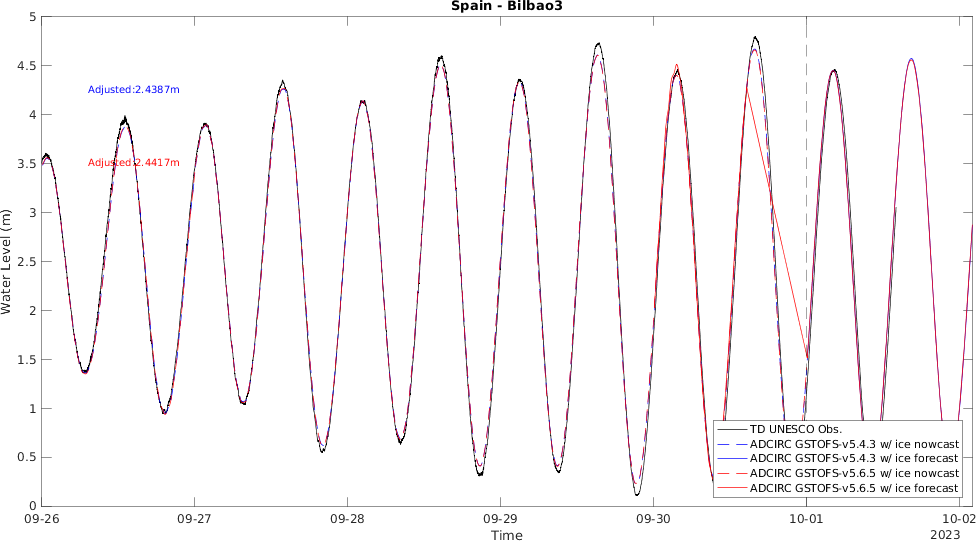 Spain - Bilbao3
Adjusted:2.4387m
Adjusted:2.4417m
Water Level (m)
5
4.5
4
3.5
3
2.5
2
1.5
1
0.5
0
TD UNESCO Obs.
ADCIRC GSTOFS-v5.4.3 w/ ice nowcast
ADCIRC GSTOFS-v5.4.3 w/ ice forecast
ADCIRC GSTOFS-v5.6.5 w/ ice nowcast
ADCIRC GSTOFS-v5.6.5 w/ ice forecast
09-26
09-27
09-28
09-29
09-30
10-01
10-02
Time
2023